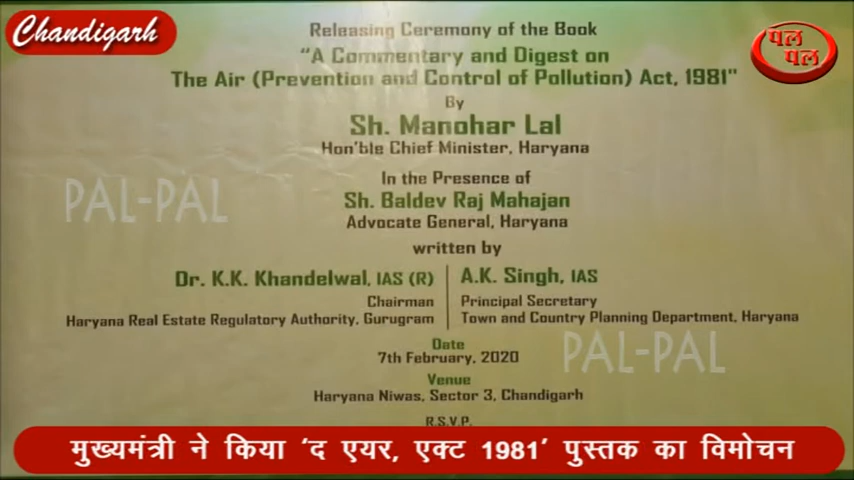 Chandigarh
पल
पल
Releasing Ceremony of the Book
"A Commentary and Digest on
The Air (Prevention and Control of Pollution) Act, 1981"
By
Sh. Manohar Lal
Hon'ble Chief Minister, Haryana
In the Presence of
PAL-PAL
Sh. Baldev Raj Mahajan
Advocate General, Haryana
written by
Dr. K.K. Khandelwal, IAS (R)
Chairman
Haryana Real Estate Regulatory Authority, Gurugram
A.K. Singh, IAS
Principal Secretary
Town and Country Planning Department, Haryana
Date
7th February, 2020
PAL-PAL
Venue
Haryana Niwas, Sector 3, Chandigarh
R.S.V.P.
मुख्यमंत्री ने किया 'द एयर, एक्ट 1981' पुस्तक का विमोचन